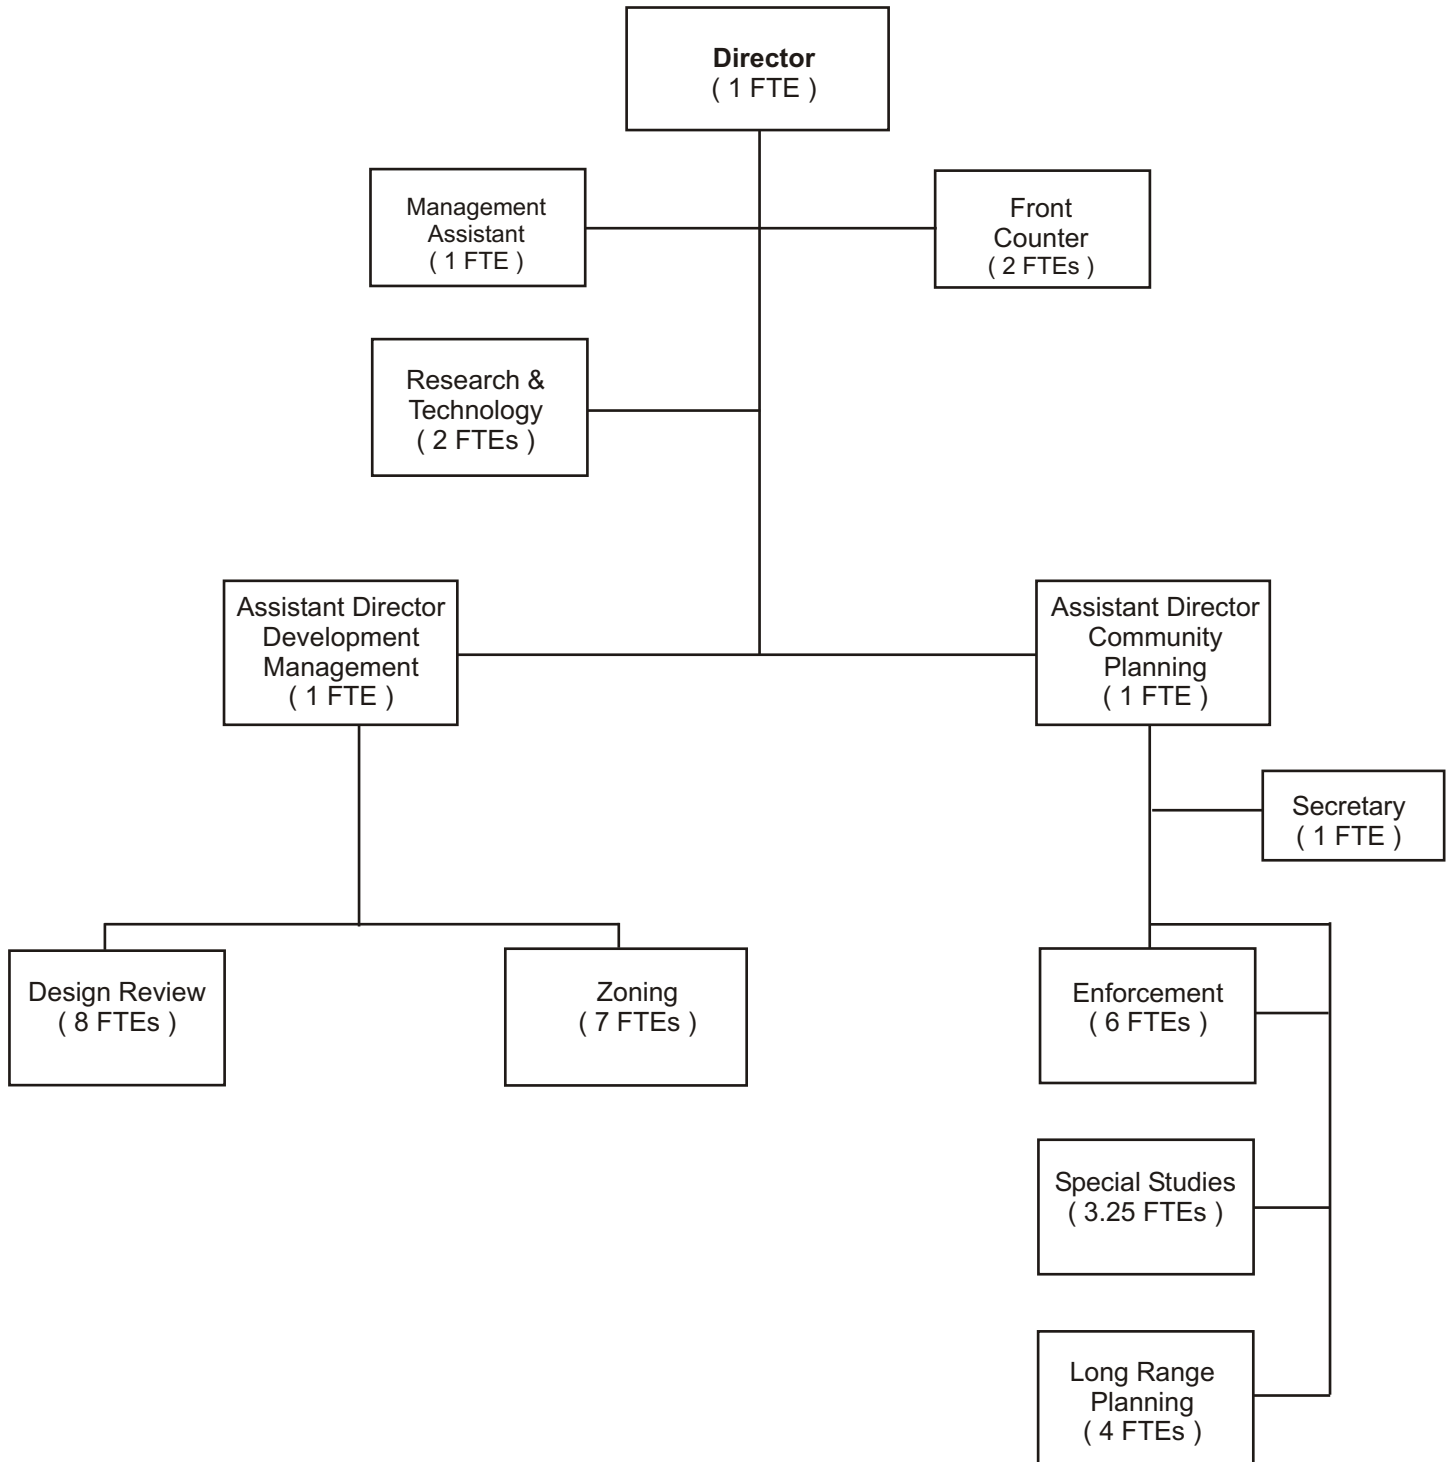 Director
( 1 FTE )
Management
Assistant
( 1 FTE )
Front
Counter
( 2 FTEs )
Research &
Technology
( 2 FTEs )
Assistant Director
Development
Management
( 1 FTE )
Assistant Director
Community
Planning
( 1 FTE )
Secretary
( 1 FTE )
Design Review
( 8 FTEs )
Zoning
( 7 FTEs )
Enforcement
( 6 FTEs )
Special Studies
( 3.25 FTEs )
Long Range
Planning
( 4 FTEs )